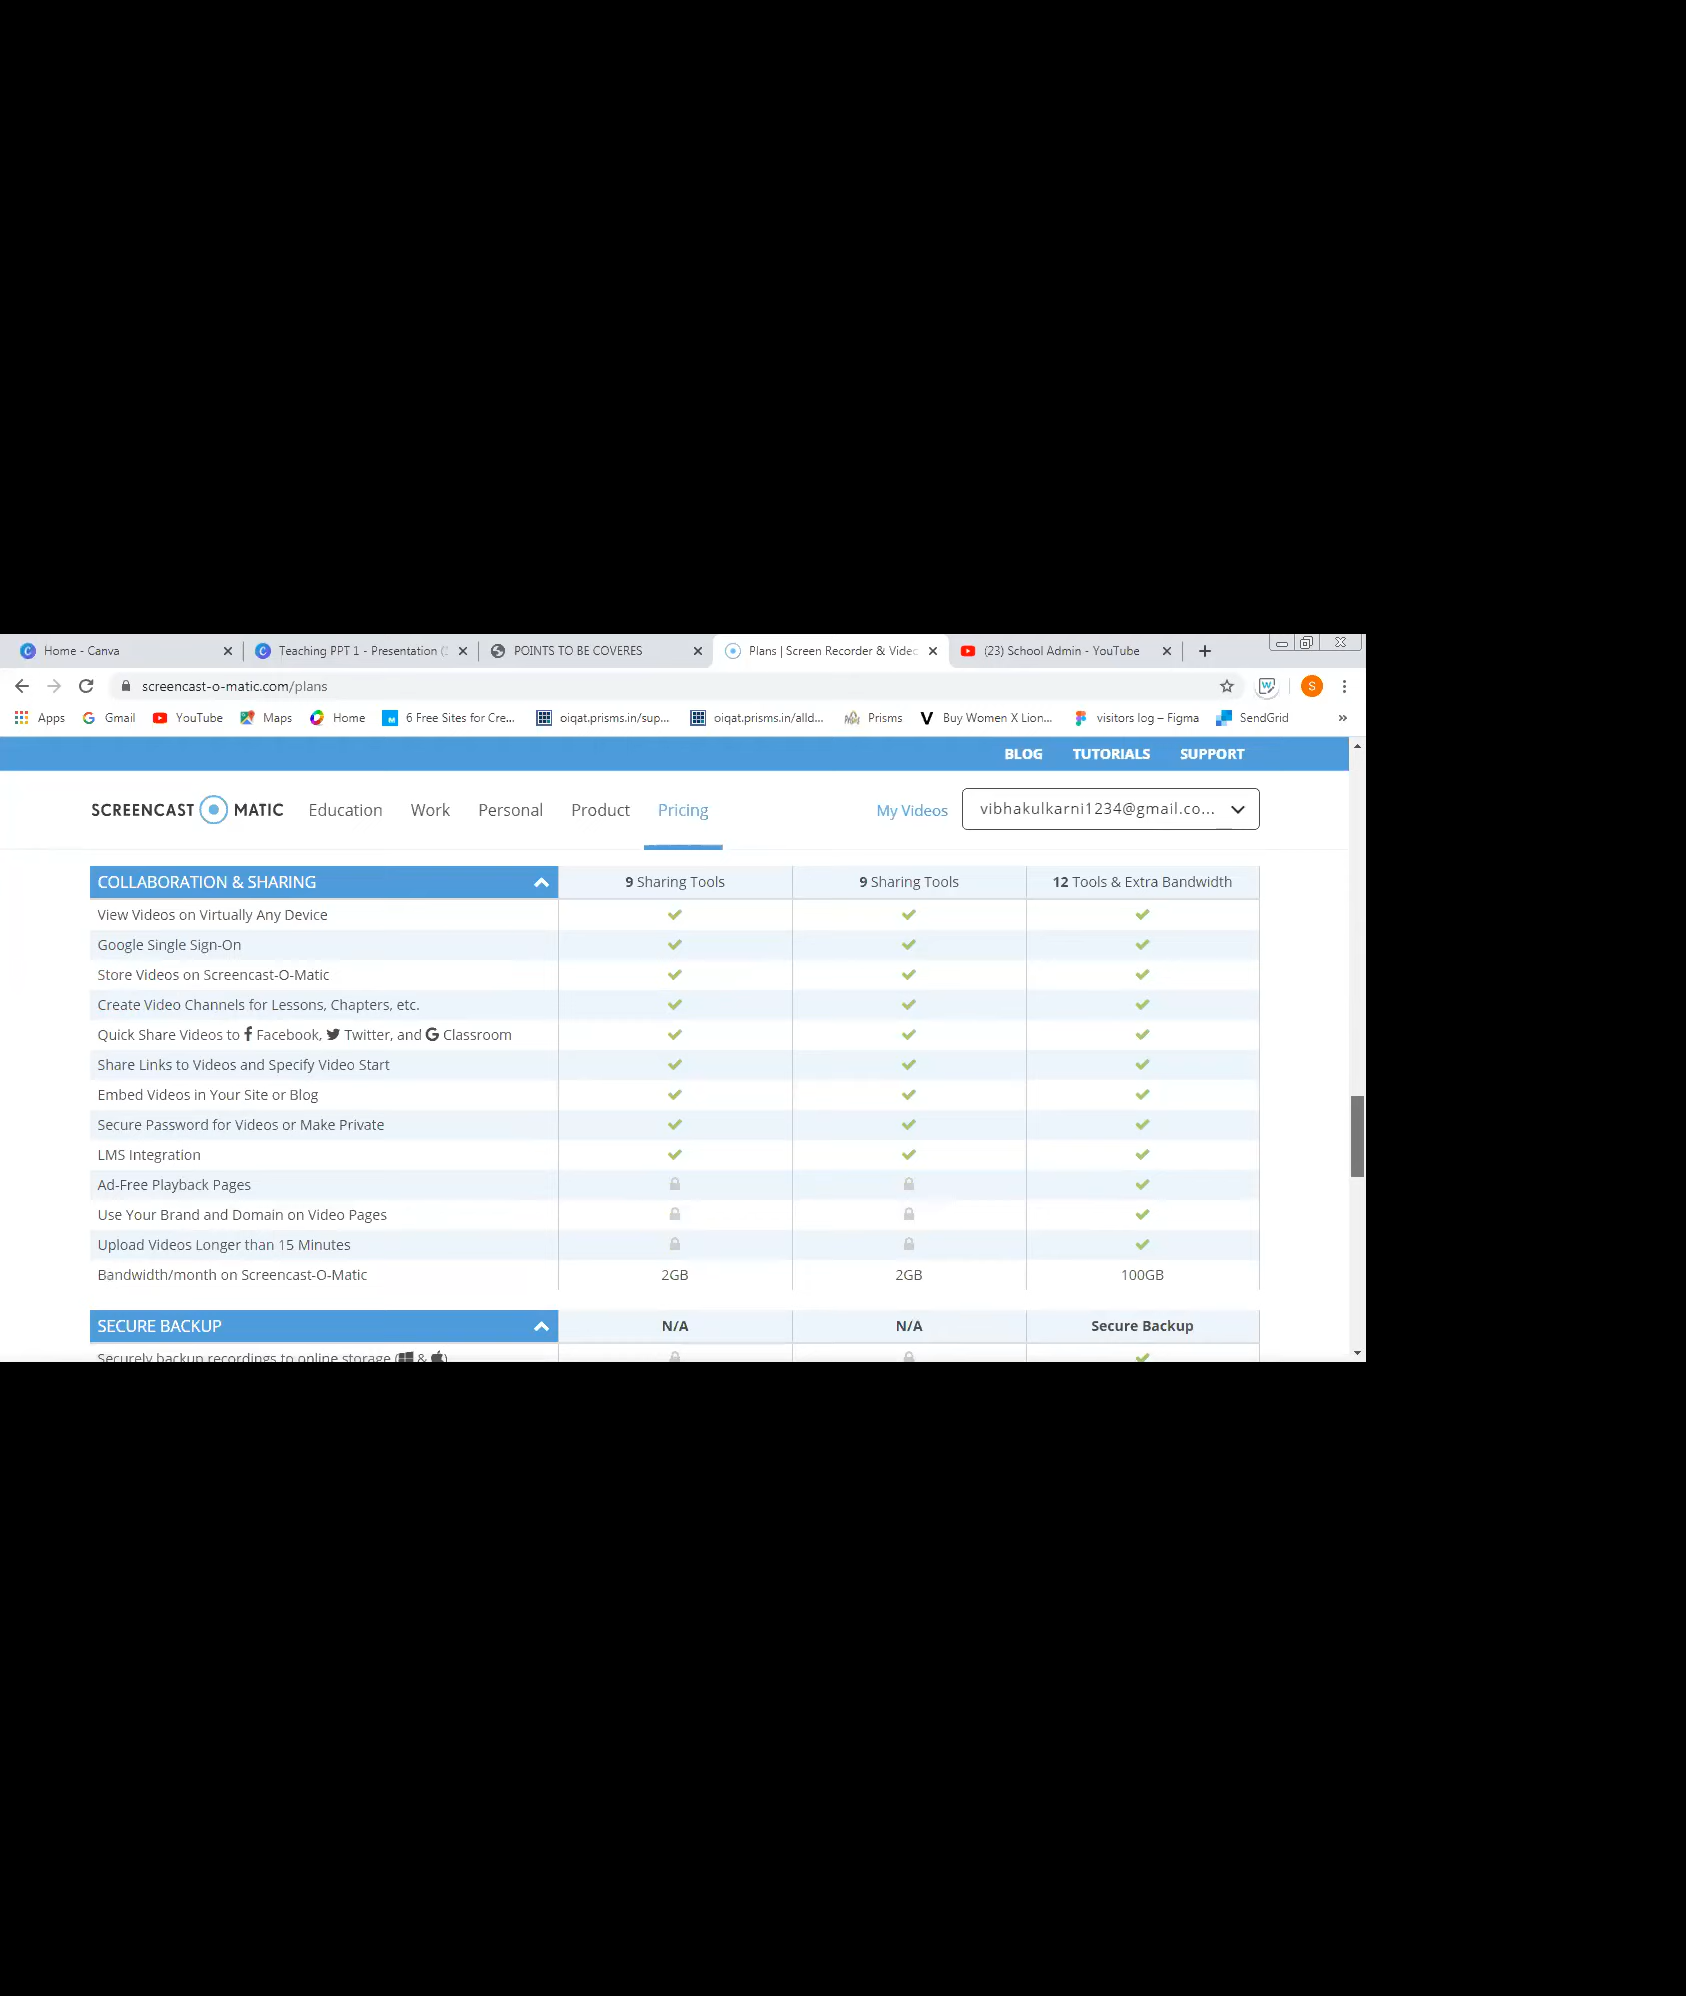 Home - Canva
Teaching PPT 1 - Presentation
POINTS TO BE COVERES
Plans | Screen Recorder & Video
(23) School Admin - YouTube
screencast-o-matic.com/plans
S
Apps Gmail YouTube Maps Home 6 Free Sites for Cre... oiqat.prisms.in/sup... oiqat.prisms.in/alld... Prisms Buy Women X Lion... visitors log – Figma SendGrid »
BLOG TUTORIALS SUPPORT
SCREENCAST MATIC Education Work Personal Product Pricing My Videos vibhakulkarni1234@gmail.co...
COLLABORATION & SHARING 9 Sharing Tools 9 Sharing Tools 12 Tools & Extra Bandwidth
View Videos on Virtually Any Device
Google Single Sign-On
Store Videos on Screencast-O-Matic
Create Video Channels for Lessons, Chapters, etc.
Quick Share Videos to Facebook, Twitter, and Classroom
Share Links to Videos and Specify Video Start
Embed Videos in Your Site or Blog
Secure Password for Videos or Make Private
LMS Integration
Ad-Free Playback Pages
Use Your Brand and Domain on Video Pages
Upload Videos Longer than 15 Minutes
Bandwidth/month on Screencast-O-Matic 2GB 2GB 100GB
SECURE BACKUP N/A N/A Secure Backup
Securely backup recordings to online storage ( & )